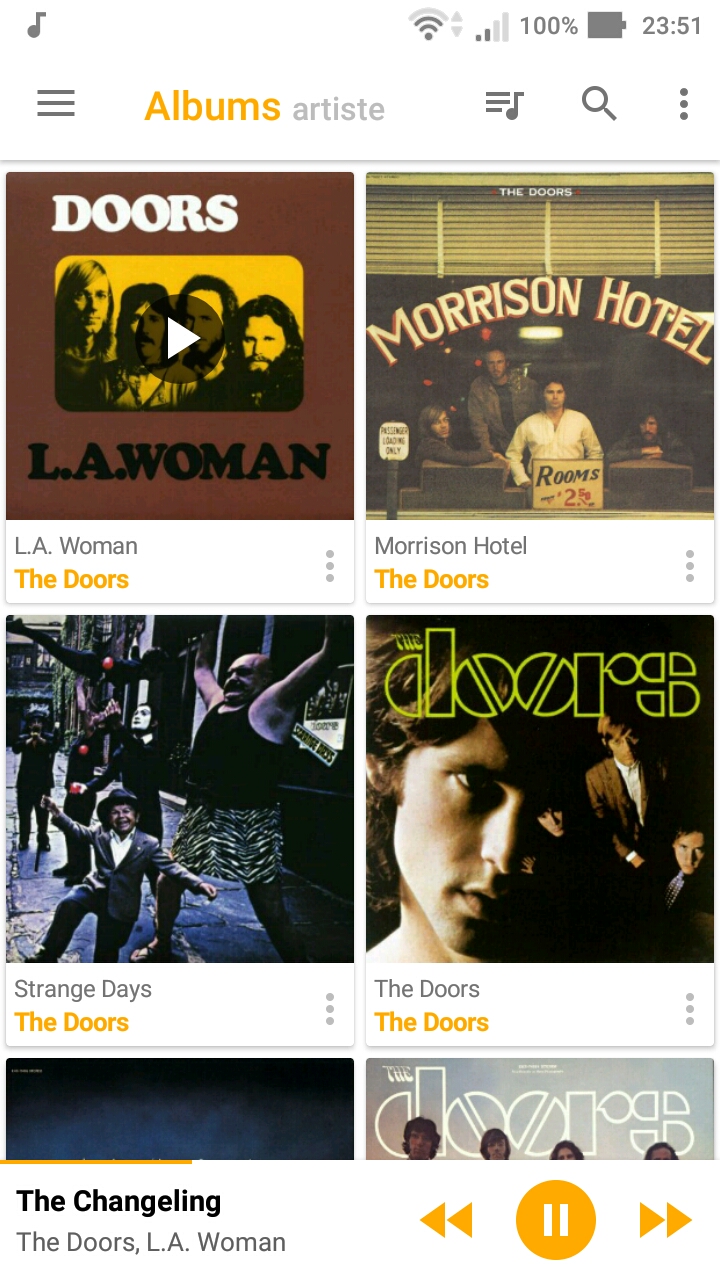 100% 23:51
Albums artiste
DOORS
L.A.WOMAN
THE DOORS
MORRISON HOTEL
PASSENGER
LOADING
ONLY
ROOMS
$2.50
L.A. Woman
The Doors
Morrison Hotel
The Doors
STRANGE DAYS
THE
doors
Strange Days
The Doors
The Doors
The Doors
THE
doors
The Changeling
The Doors, L.A. Woman